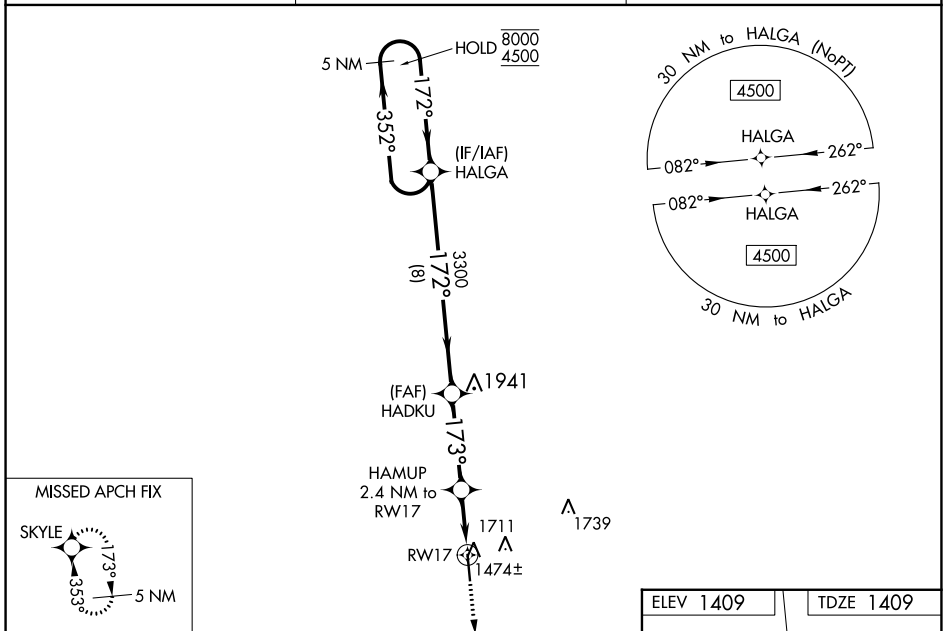 5 NM
HOLD 8000
4500
172°
352°
(IF/IAF)
HALGA
3300
172°
(8)
(FAF)
HADKU
1941
173°
HAMUP
2.4 NM to
RW17
1739
1711
RW17
1474±
30 NM to HALGA (NoPT)
4500
HALGA
082°
262°
082°
262°
HALGA
4500
30 NM to HALGA
MISSED APCH FIX
SKYLE
173°
353°
5 NM
ELEV 1409
TDZE 1409